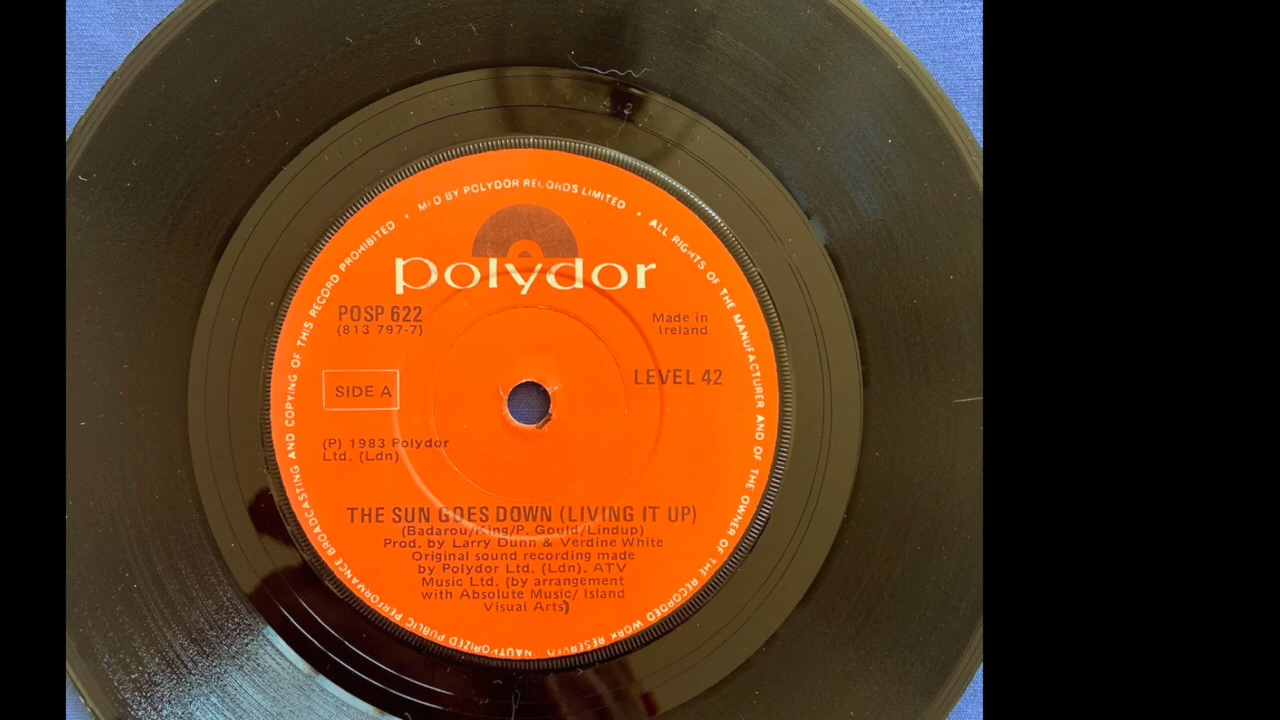 MFD BY POLYDOR RECORDS LIMITED • ALL RIGHTS OF THE MANUFACTURER AND OF THE OWNER OF THE RECORDED WORK RESERVED UNAUTHORIZED PUBLIC PERFORMANCE BROADCASTING AND COPYING OF THIS RECORD PROHIBITED •
polydor
POSP 622
(813 797-7)
Made in
Ireland
SIDE A
LEVEL 42
(P) 1983 Polydor
Ltd. (Ldn)
THE SUN GOES DOWN (LIVING IT UP)
(Badarou/King/P. Gould/Lindup)
Prod. by Larry Dunn & Verdine White
Original sound recording made
by Polydor Ltd. (Ldn). ATV
Music Ltd. (by arrangement
with Absolute Music/ Island
Visual Arts)
42